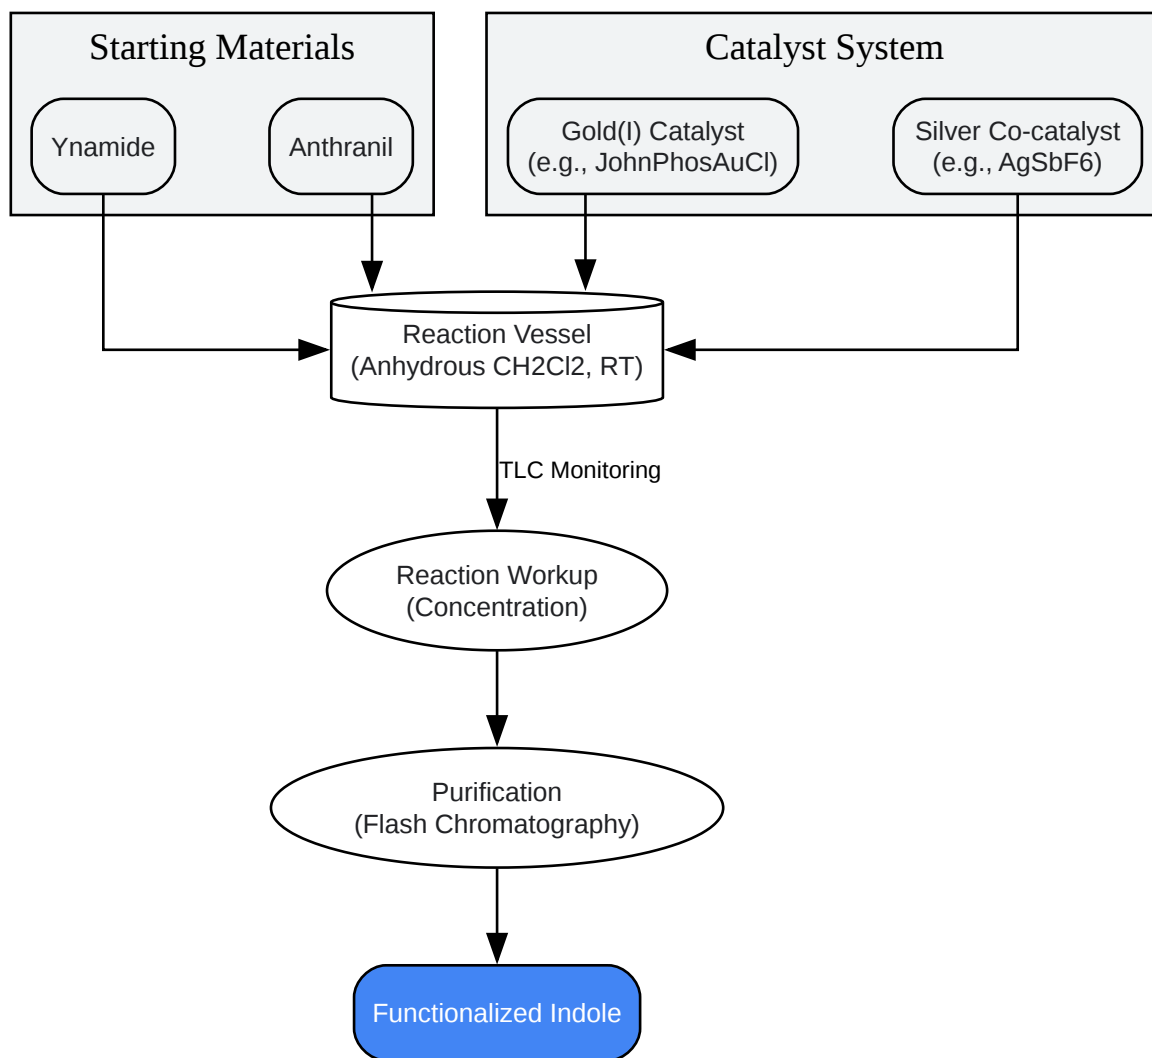 Starting Materials
Catalyst System
Ynamide
Anthranil
Gold(I) Catalyst
(e.g., JohnPhosAuCl)
Silver Co-catalyst
(e.g., AgSbF6)
Reaction Vessel
(Anhydrous CH2Cl2, RT)
TLC Monitoring
Reaction Workup
(Concentration)
Purification
(Flash Chromatography)
Functionalized Indole